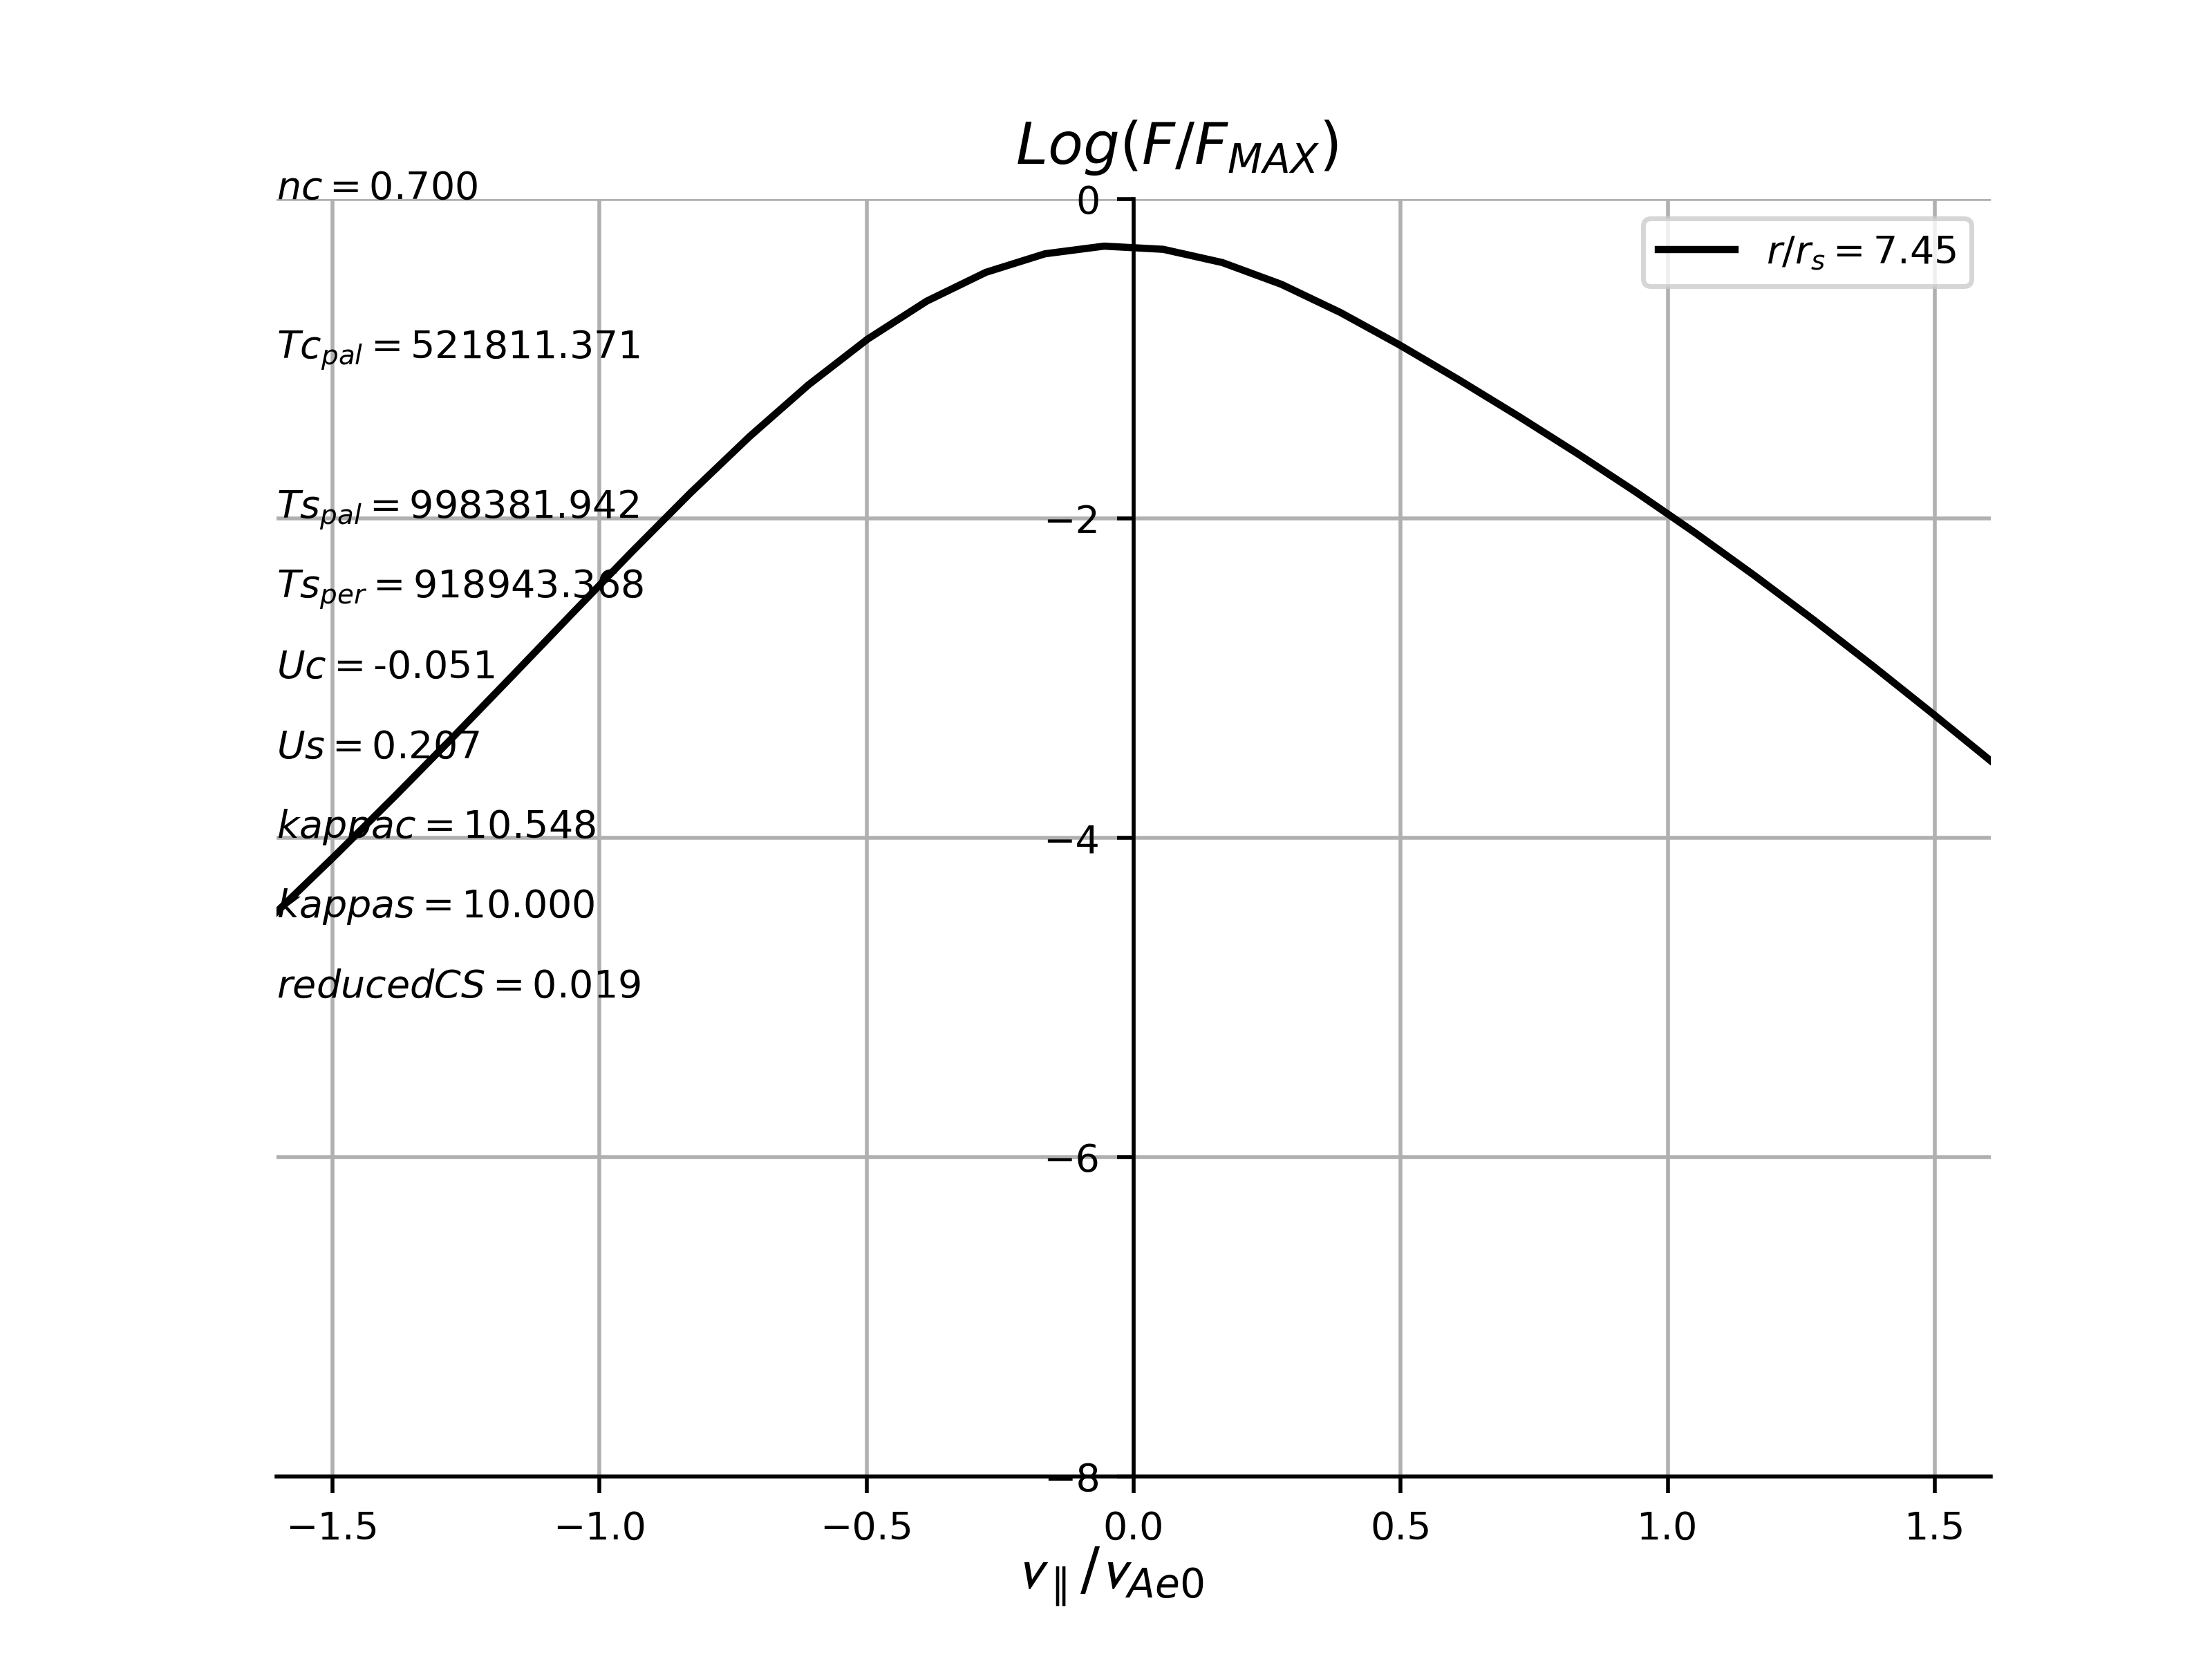 Log(F/F_MAX)
nc = 0.700
0
r/r_s = 7.45
Tc_pal = 521811.371
Ts_pal = 998381.942
−2
Ts_per = 918943.368
Uc = -0.051
Us = 0.207
kappac = 10.548
−4
kappas = 10.000
reducedCS = 0.019
−6
−8
−1.5 −1.0 −0.5 0.0 0.5 1.0 1.5
v_∥/v_Ae0